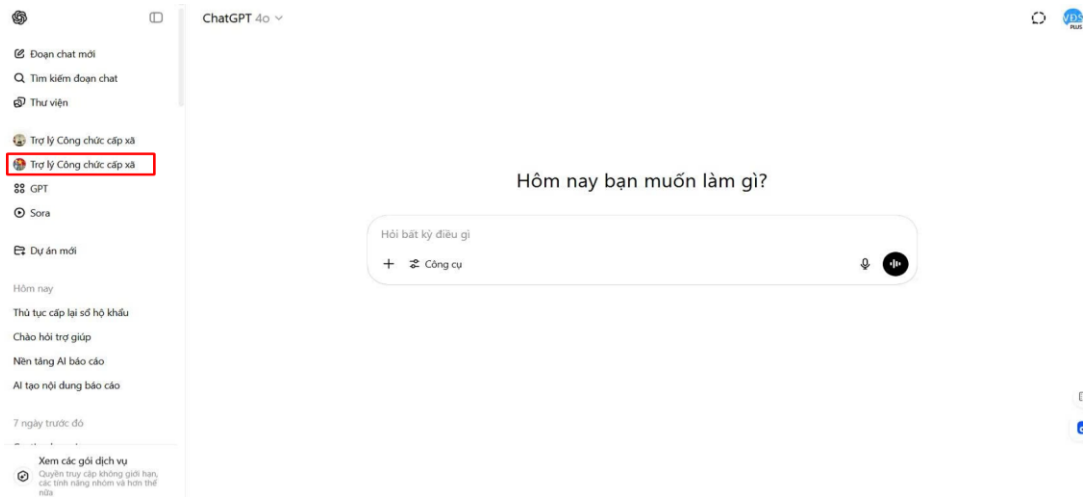 ChatGPT 4o
VDS
PLUS
Đoạn chat mới
Tìm kiếm đoạn chat
Thư viện
Trợ lý Công chức cấp xã
Trợ lý Công chức cấp xã
GPT
Sora
Dự án mới
Hôm nay
Thủ tục cấp lại sổ hộ khẩu
Chào hỏi trợ giúp
Nền tảng AI báo cáo
AI tạo nội dung báo cáo
7 ngày trước đó
Xem các gói dịch vụ
Quyền truy cập không giới hạn,
các tính năng nhóm và hơn thế
nữa
Hôm nay bạn muốn làm gì?
Hỏi bất kỳ điều gì
Công cụ